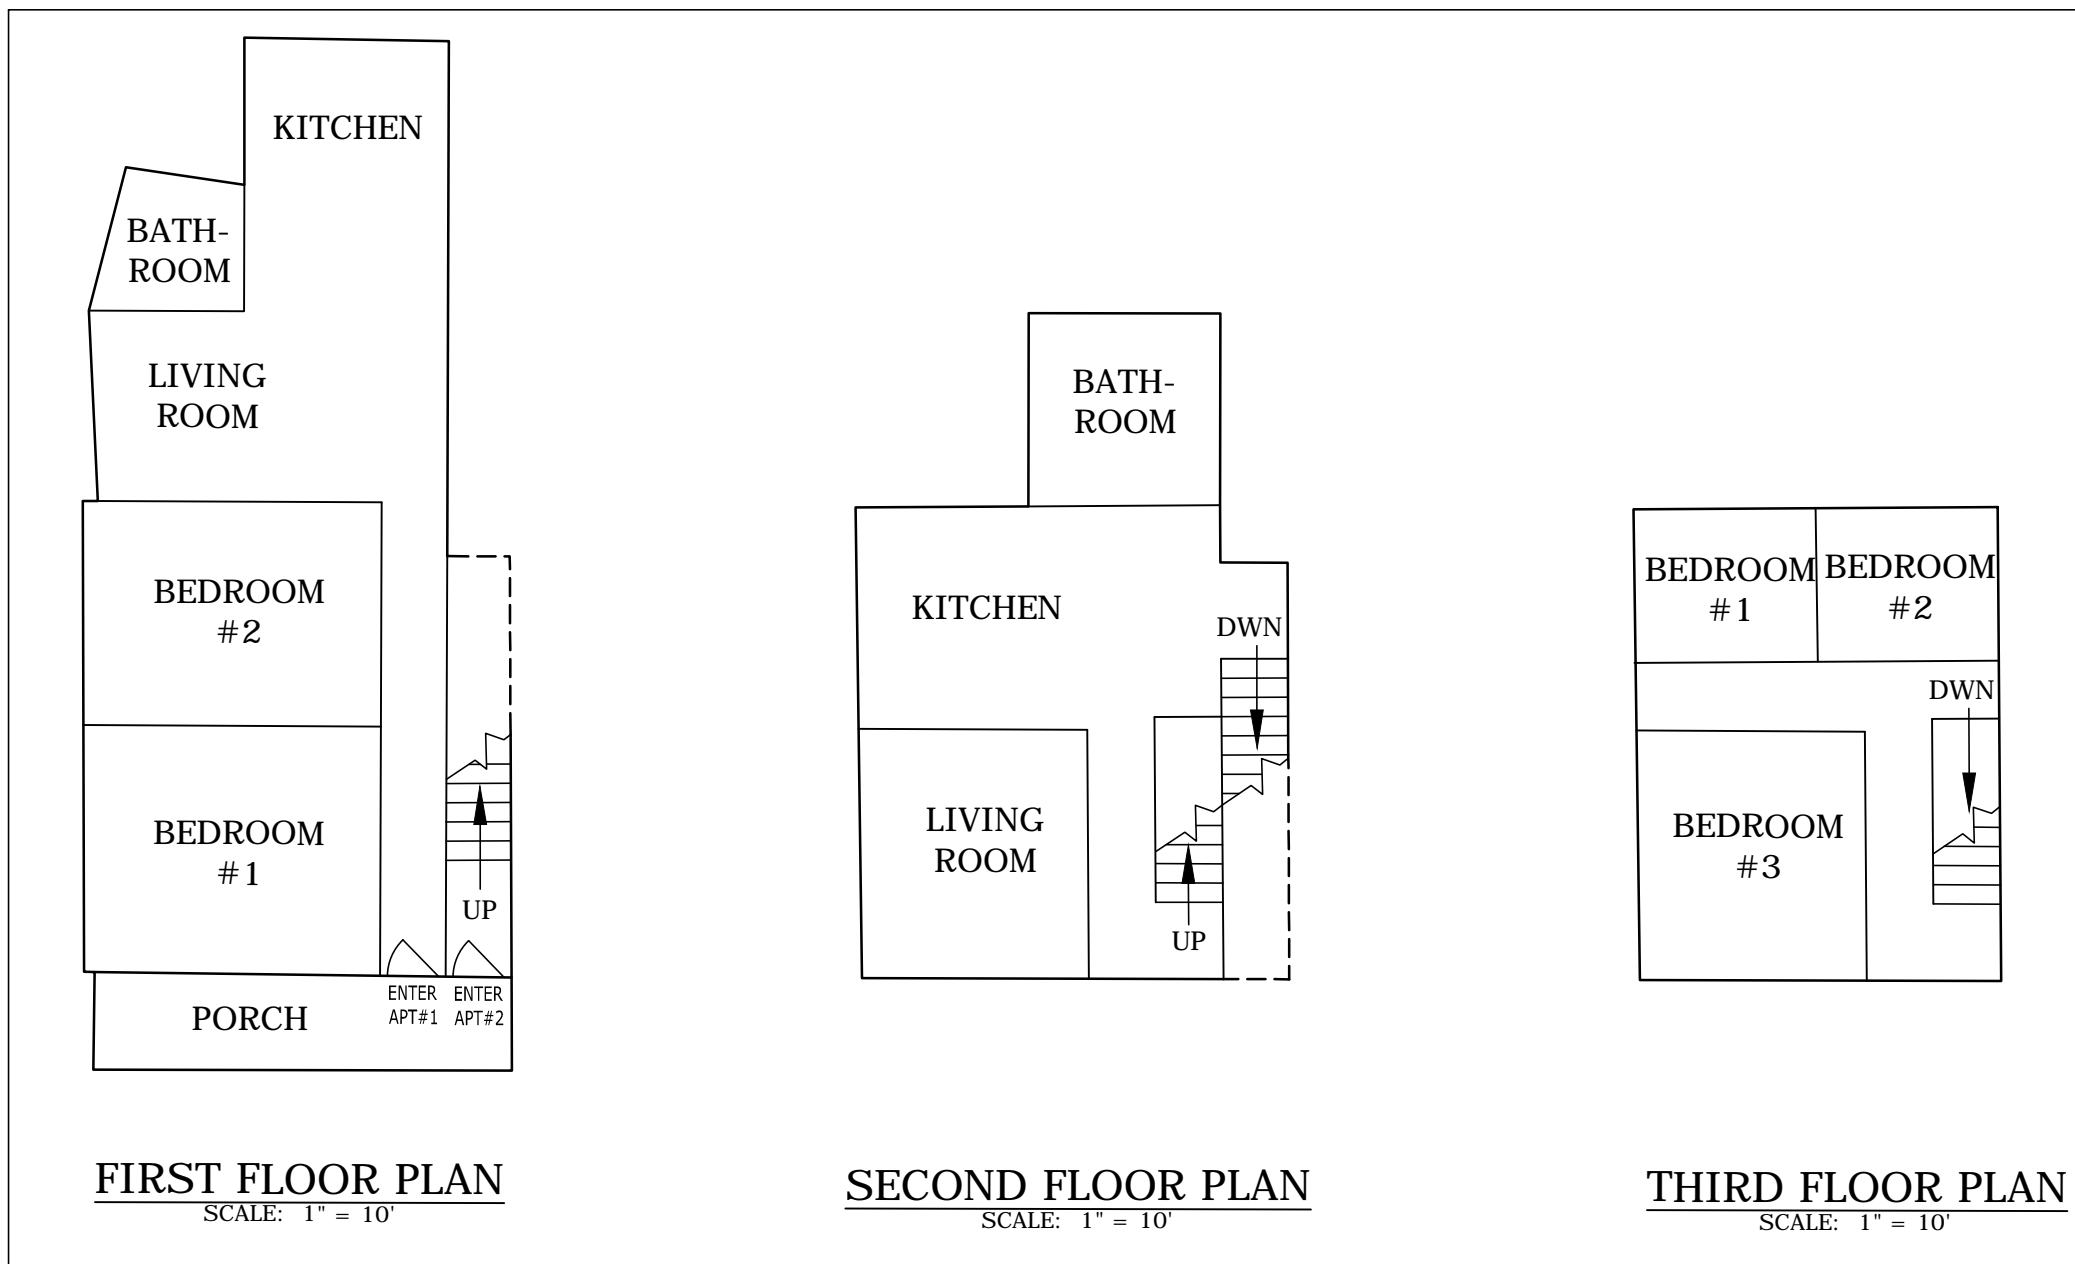 KITCHEN
BATH-
ROOM
LIVING
ROOM
BEDROOM
#2
BEDROOM
#1
UP
ENTER
APT#1
ENTER
APT#2
PORCH
FIRST FLOOR PLAN
SCALE: 1" = 10'
BATH-
ROOM
KITCHEN
DWN
LIVING
ROOM
UP
SECOND FLOOR PLAN
SCALE: 1" = 10'
BEDROOM
#1
BEDROOM
#2
DWN
BEDROOM
#3
THIRD FLOOR PLAN
SCALE: 1" = 10'